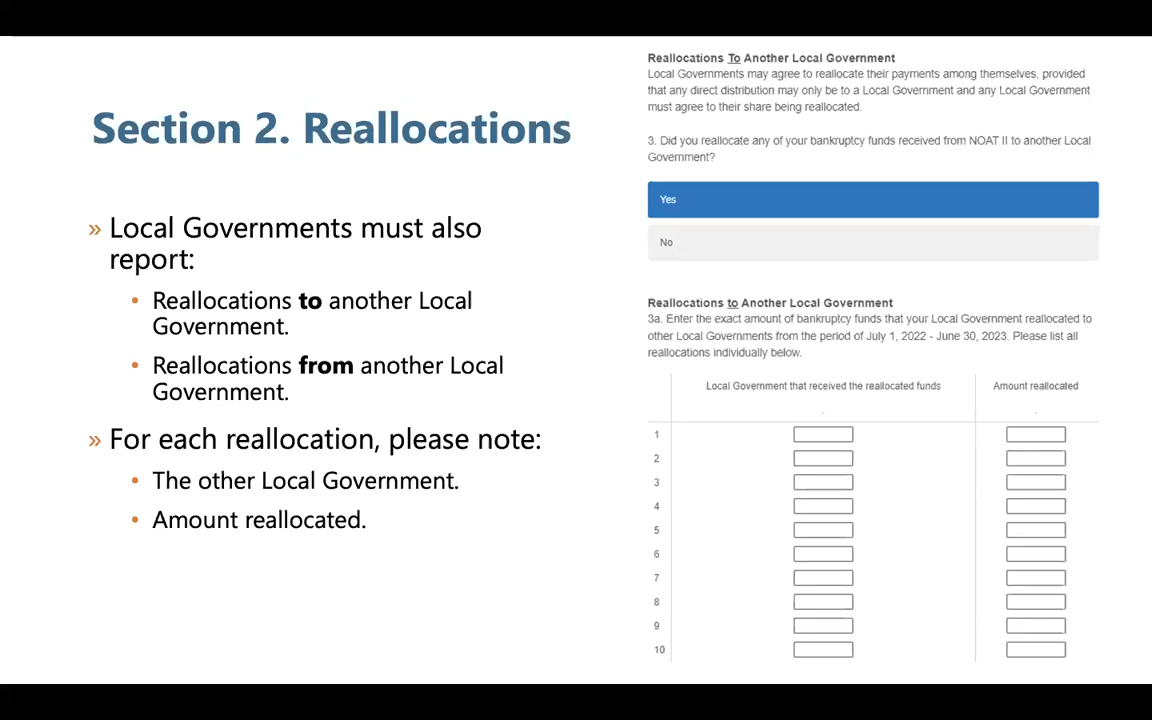 Section 2. Reallocations
» Local Governments must also
report:
• Reallocations to another Local
Government.
• Reallocations from another Local
Government.
» For each reallocation, please note:
• The other Local Government.
• Amount reallocated.
Reallocations To Another Local Government
Local Governments may agree to reallocate their payments among themselves, provided
that any direct distribution may only be to a Local Government and any Local Government
must agree to their share being reallocated.
3. Did you reallocate any of your bankruptcy funds received from NOAT II to another Local
Government?
Yes
No
Reallocations to Another Local Government
3a. Enter the exact amount of bankruptcy funds that your Local Government reallocated to
other Local Governments from the period of July 1, 2022 - June 30, 2023. Please list all
reallocations individually below.
Local Government that received the reallocated funds Amount reallocated
. .
1
2
3
4
5
6
7
8
9
10